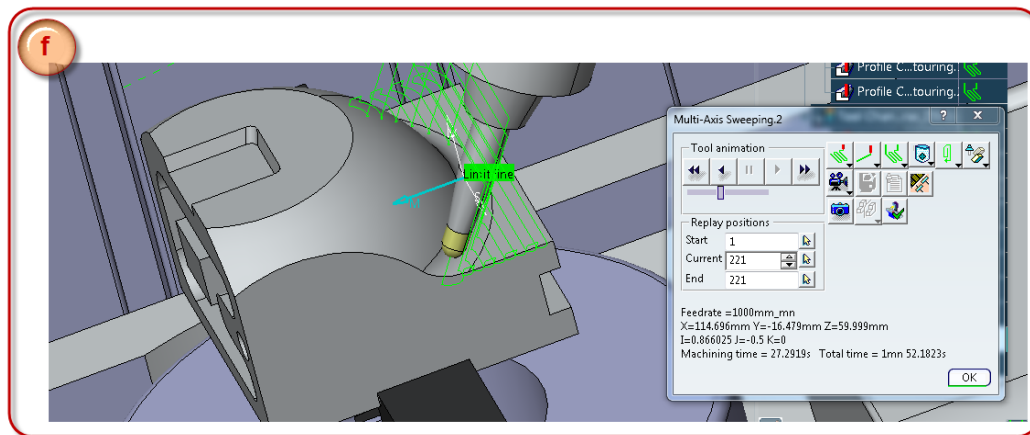 f
Profile C...touring.
Profile C...touring.
Multi-Axis Sweeping.2
? X
Tool animation
Replay positions
Start 1
Current 221
End 221
Feedrate =1000mm_mn
X=114.696mm Y=-16.479mm Z=59.999mm
I=0.866025 J=-0.5 K=0
Machining time = 27.2919s Total time = 1mn 52.1823s
OK